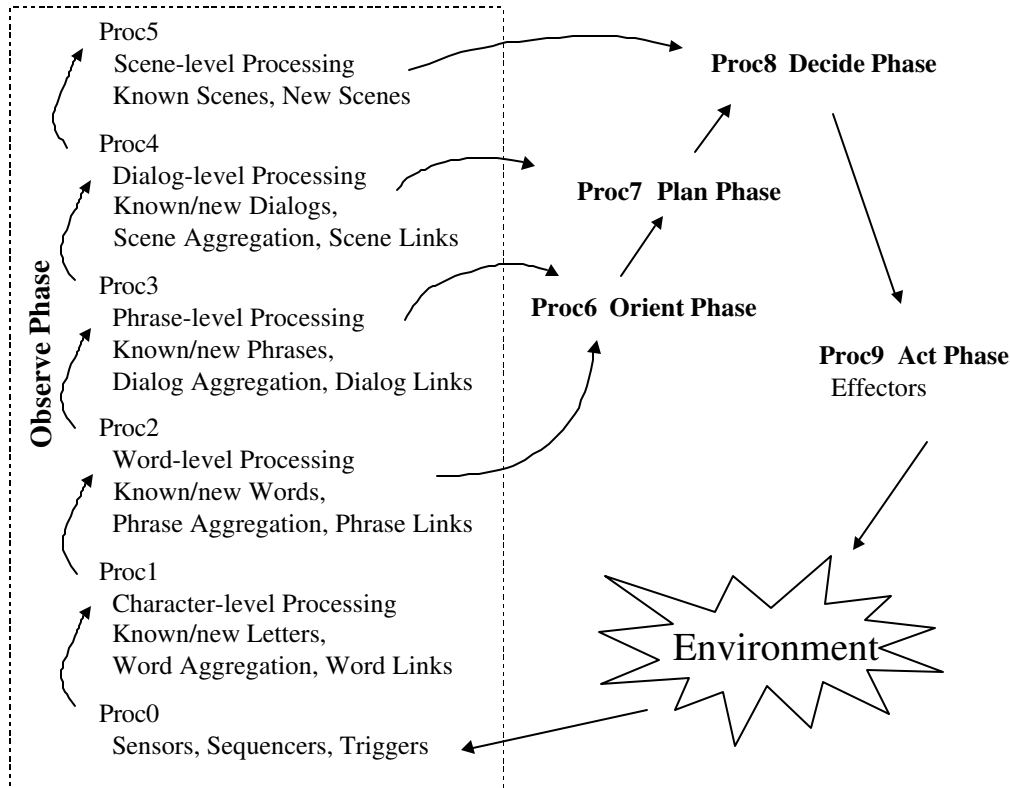 Observe Phase
Proc5
Scene-level Processing
Known Scenes, New Scenes
Proc4
Dialog-level Processing
Known/new Dialogs,
Scene Aggregation, Scene Links
Proc3
Phrase-level Processing
Known/new Phrases,
Dialog Aggregation, Dialog Links
Proc2
Word-level Processing
Known/new Words,
Phrase Aggregation, Phrase Links
Proc1
Character-level Processing
Known/new Letters,
Word Aggregation, Word Links
Proc0
Sensors, Sequencers, Triggers
Proc8 Decide Phase
Proc7 Plan Phase
Proc6 Orient Phase
Proc9 Act Phase
Effectors
Environment